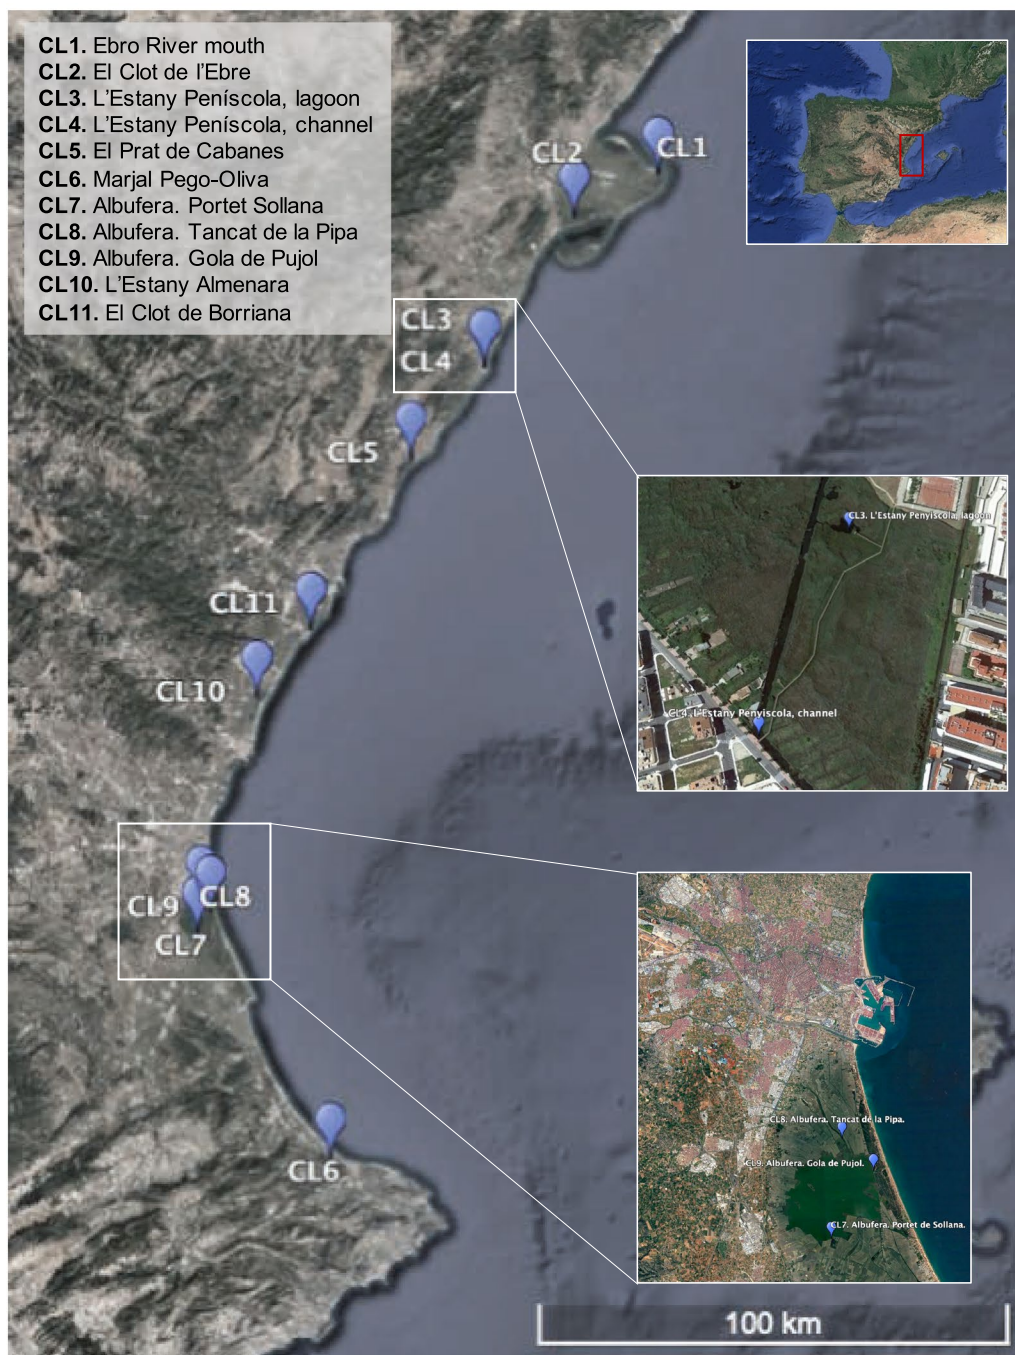 CL1. Ebro River mouth
CL2. El Clot de l’Ebre
CL3. L’Estany Peníscola, lagoon
CL4. L’Estany Peníscola, channel
CL5. El Prat de Cabanes
CL6. Marjal Pego-Oliva
CL7. Albufera. Portet Sollana
CL8. Albufera. Tancat de la Pipa
CL9. Albufera. Gola de Pujol
CL10. L’Estany Almenara
CL11. El Clot de Borriana
CL2
CL1
CL3
CL4
CL5
CL3. L'Estany Penyiscola, lagoon
CL11
CL10
CL4. L'Estany Penyiscola, channel
CL8
CL9
CL7
CL8. Albufera. Tancat de la Pipa.
CL9. Albufera. Gola de Pujol.
CL6
CL7. Albufera. Portet de Sollana.
100 km